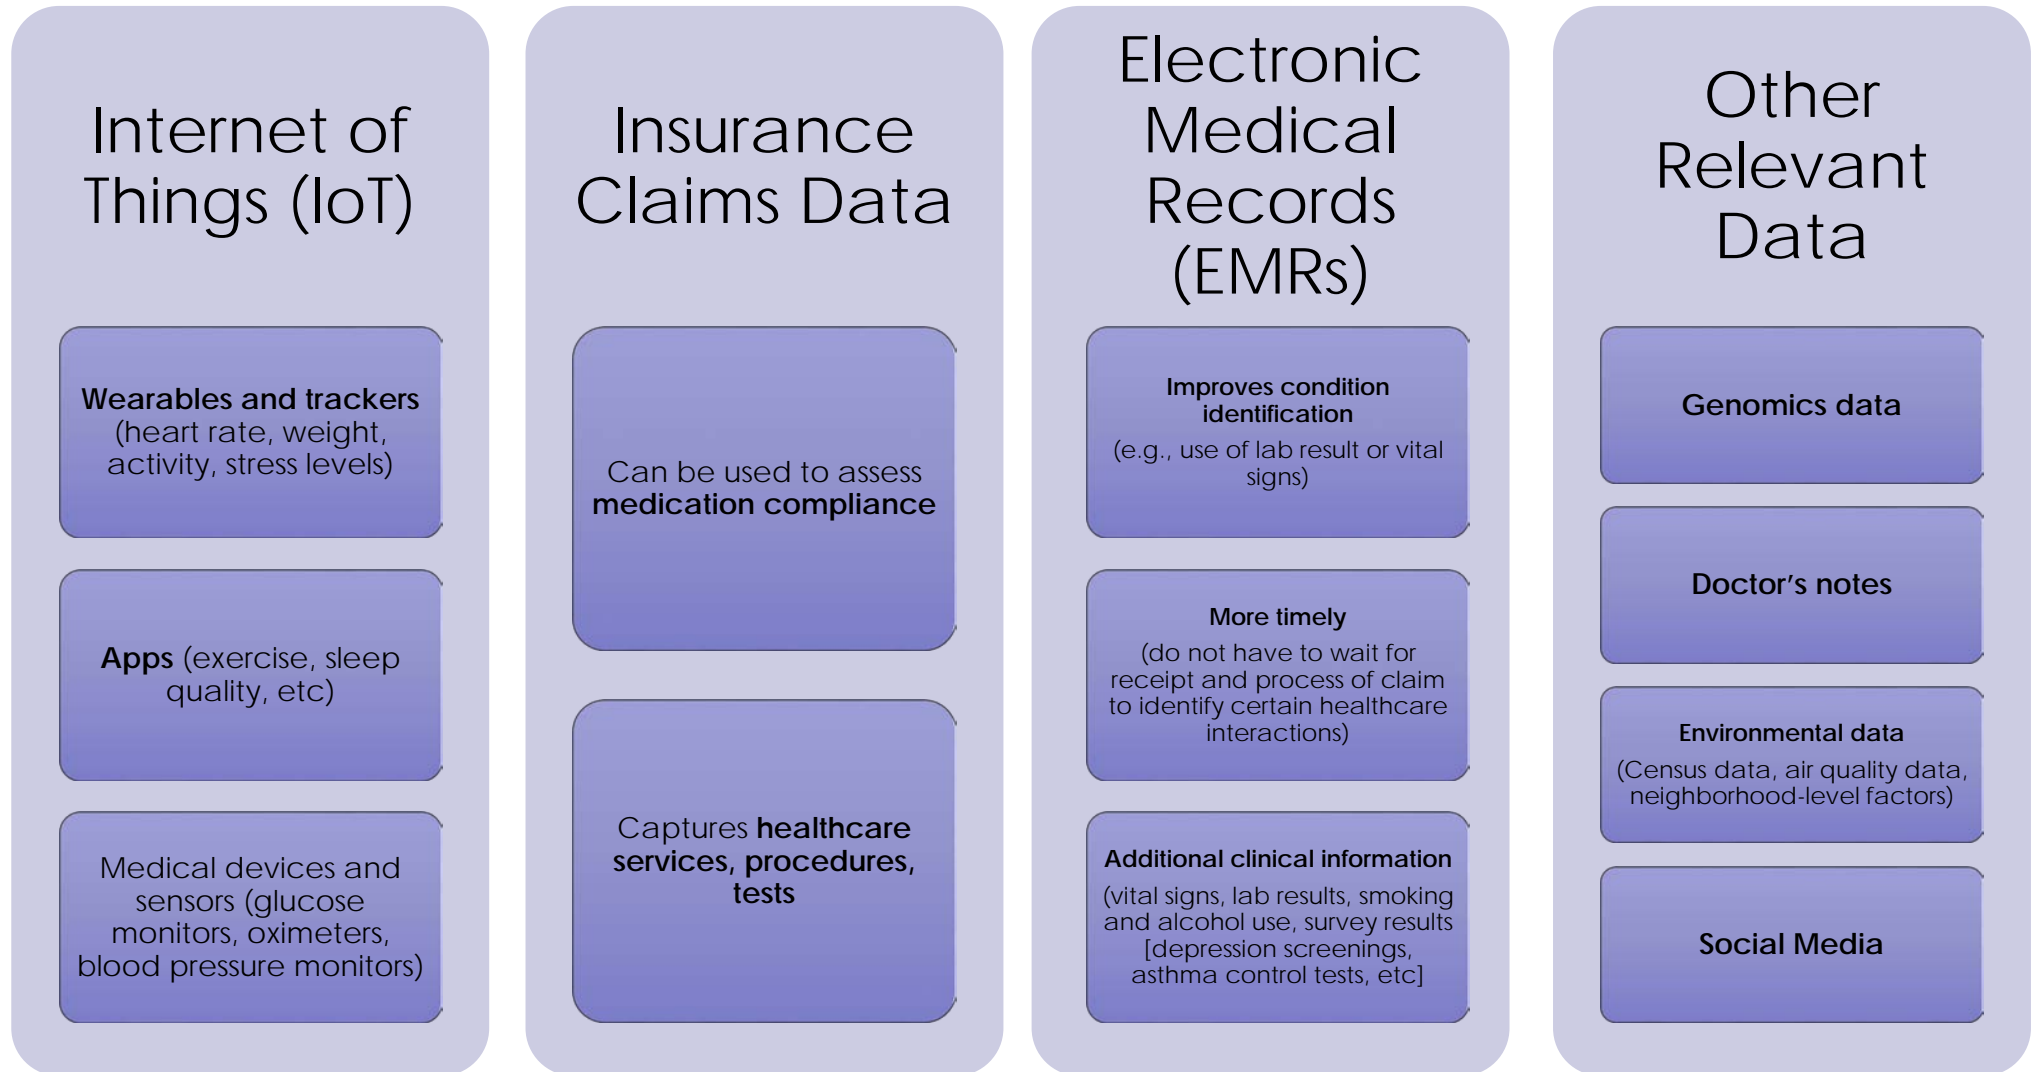 Internet of
Things (IoT)
Wearables and trackers
(heart rate, weight,
activity, stress levels)
Apps (exercise, sleep
quality, etc)
Medical devices and
sensors (glucose
monitors, oximeters,
blood pressure monitors)
Insurance
Claims Data
Can be used to assess
medication compliance
Captures healthcare
services, procedures,
tests
Electronic
Medical
Records
(EMRs)
Improves condition
identification
(e.g., use of lab result or vital
signs)
More timely
(do not have to wait for
receipt and process of claim
to identify certain healthcare
interactions)
Additional clinical information
(vital signs, lab results, smoking
and alcohol use, survey results
[depression screenings,
asthma control tests, etc]
Other
Relevant
Data
Genomics data
Doctor’s notes
Environmental data
(Census data, air quality data,
neighborhood-level factors)
Social Media